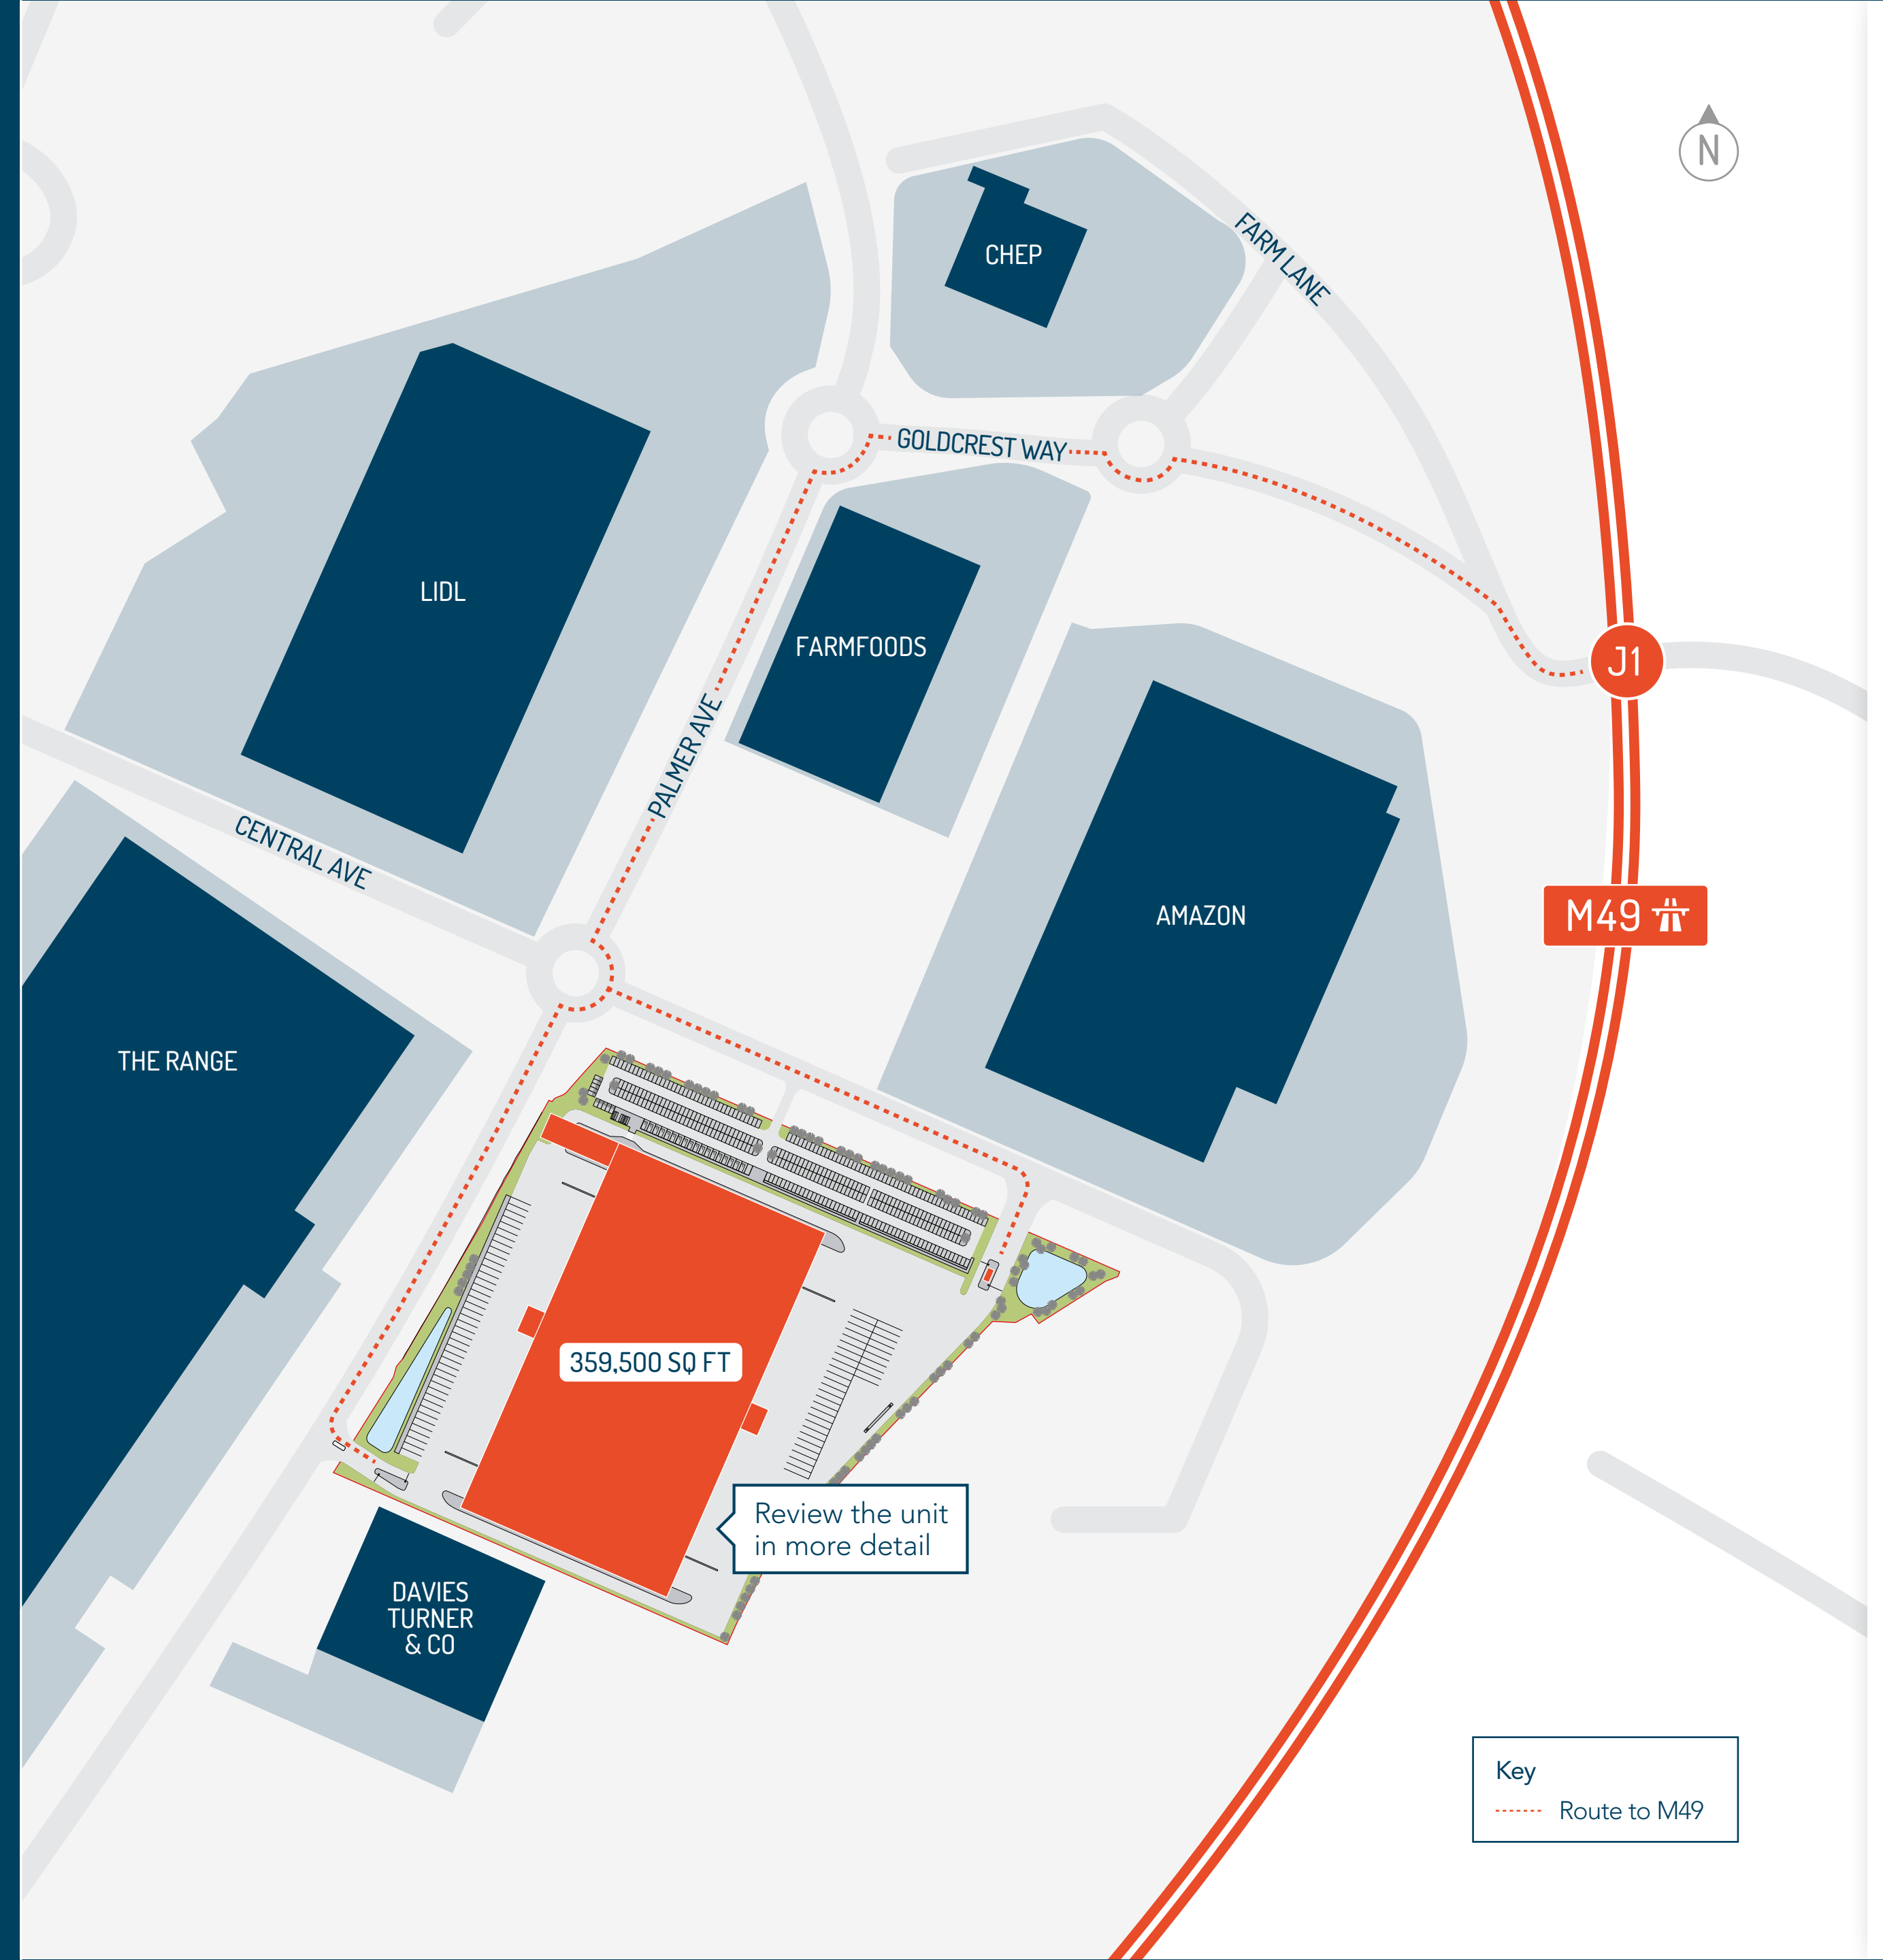 N
CHEP
FARM LANE
GOLDCREST WAY
LIDL
FARMFOODS
J1
PALMER AVE
CENTRAL AVE
AMAZON
M49
THE RANGE
359,500 SQ FT
Review the unit
in more detail
DAVIES
TURNER
& CO
Key
Route to M49